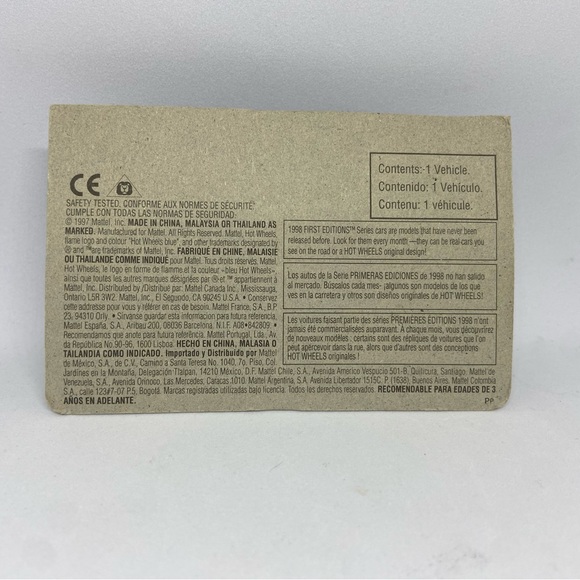 Contents: 1 Vehicle.
Contenido: 1 Vehículo.
Contenu: 1 véhicule.
CE
SAFETY TESTED. CONFORME AUX NORMES DE SÉCURITÉ.
CUMPLE CON TODAS LAS NORMAS DE SEGURIDAD.
© 1997 Mattel, Inc. MADE IN CHINA, MALAYSIA OR THAILAND AS
MARKED. Manufactured for Mattel. All Rights Reserved. Mattel, Hot Wheels,
flame logo and colour "Hot Wheels blue", and other trademarks designated by
® and ™ are trademarks of Mattel, Inc. FABRIQUÉ EN CHINE, MALAISIE
OU THAÏLANDE COMME INDIQUÉ pour Mattel. Tous droits réservés. Mattel,
Hot Wheels, le logo en forme de flamme et la couleur «bleu Hot Wheels»,
ainsi que toutes les autres marques désignées par ® et ™ appartiennent à
Mattel, Inc. Distributed by /Distribué par: Mattel Canada Inc., Mississauga,
Ontario L5R 3W2. Mattel, Inc., El Segundo, CA 90245 U.S.A. • Conservez
cette adresse pour vous y référer en cas de besoin. Mattel France, S.A., B.P.
23, 94310 Orly. • Sírvanse guardar esta información para futura referencia.
Mattel España, S.A., Aribau 200, 08036 Barcelona. N.I.F. A08-842809. •
Recomendamos que anote para futura referência. Mattel Portugal, Ltda., Av.
da República No. 90-96, 1600 Lisboa. HECHO EN CHINA, MALASIA O
TAILANDIA COMO INDICADO. Importado y Distribuido por Mattel
de México, S.A., de C.V., Camino a Santa Teresa No. 1040, 7o. Piso, Col.
Jardines en la Montaña, Delegación Tlalpan, 14210 México, D.F. Mattel Chile, S.A., Avenida Americo Vespucio 501-B, Quilicura, Santiago. Mattel de
Venezuela, S.A., Avenida Orinoco, Las Mercedes, Caracas 1010. Mattel Argentina, S.A., Avenida Libertador 1515C. P. (1638), Buenos Aires. Mattel Colombia
S.A., calle 123#7-07 P.5, Bogotá. Marcas registradas utilizadas bajo licencia. Todos los derechos reservados. RECOMENDABLE PARA EDADES DE 3
AÑOS EN ADELANTE.
1998 FIRST EDITIONS™ Series cars are models that have never been
released before. Look for them every month —they can be real-cars you
see on the road or a HOT WHEELS original design!
Los autos de la Serie PRIMERAS EDICIONES de 1998 no han salido
al mercado. Búscalos cada mes- ¡algunos son modelos de los que
ves en la carretera y otros son diseños originales de HOT WHEELS!
Les voitures faisant partie des séries PREMIÈRES ÉDITIONS 1998 n'ont
jamais été commercialisées auparavant. À chaque mois, vous découvrirez
de nouveaux modèles : certains sont des répliques de voitures que l'on
peut apercevoir dans la rue, alors que d'autres sont des conceptions
HOT WHEELS originales !